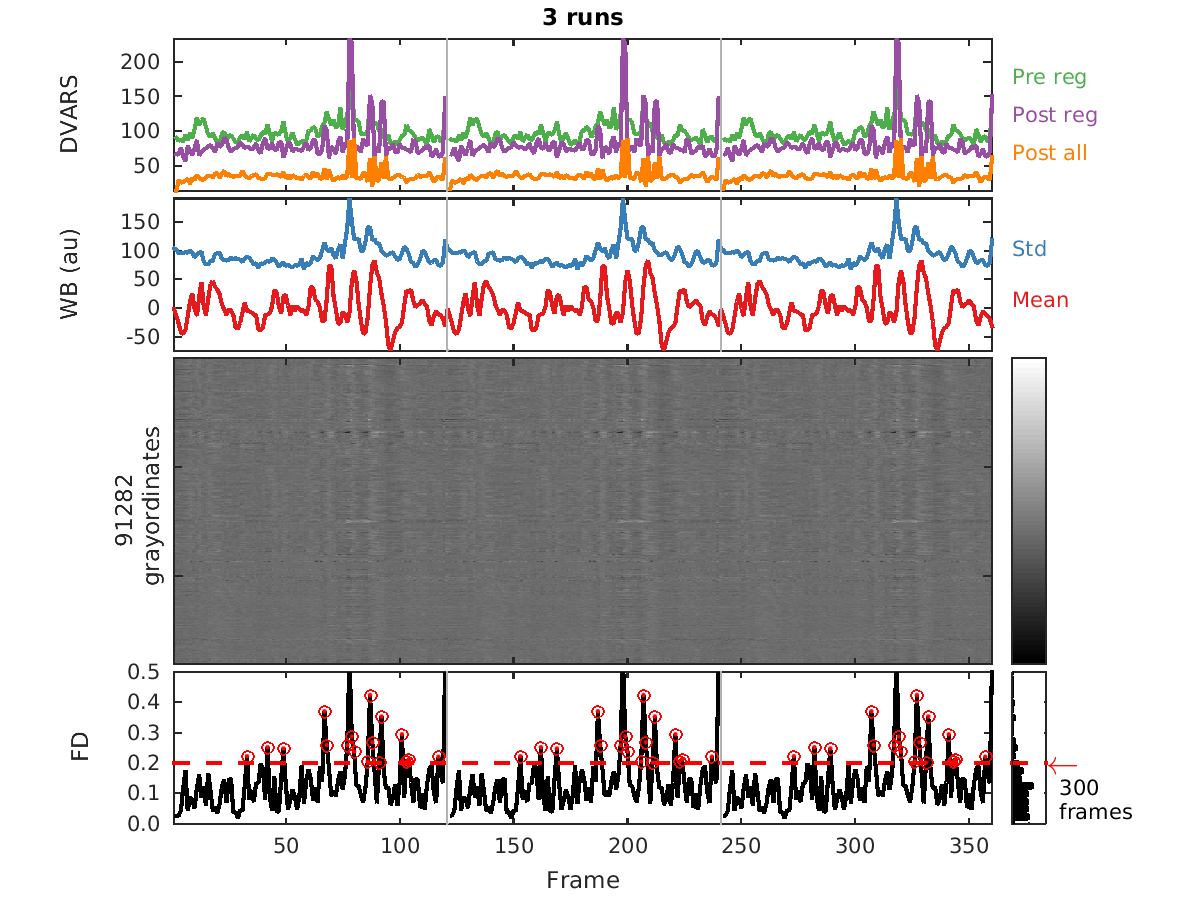 3 runs
DVARS
200
150
100
50
Pre reg
Post reg
Post all
WB (au)
150
100
50
0
-50
Std
Mean
91282
grayordinates
FD
0.5
0.4
0.3
0.2
0.1
0.0
300
frames
50
100
150
200
250
300
350
Frame